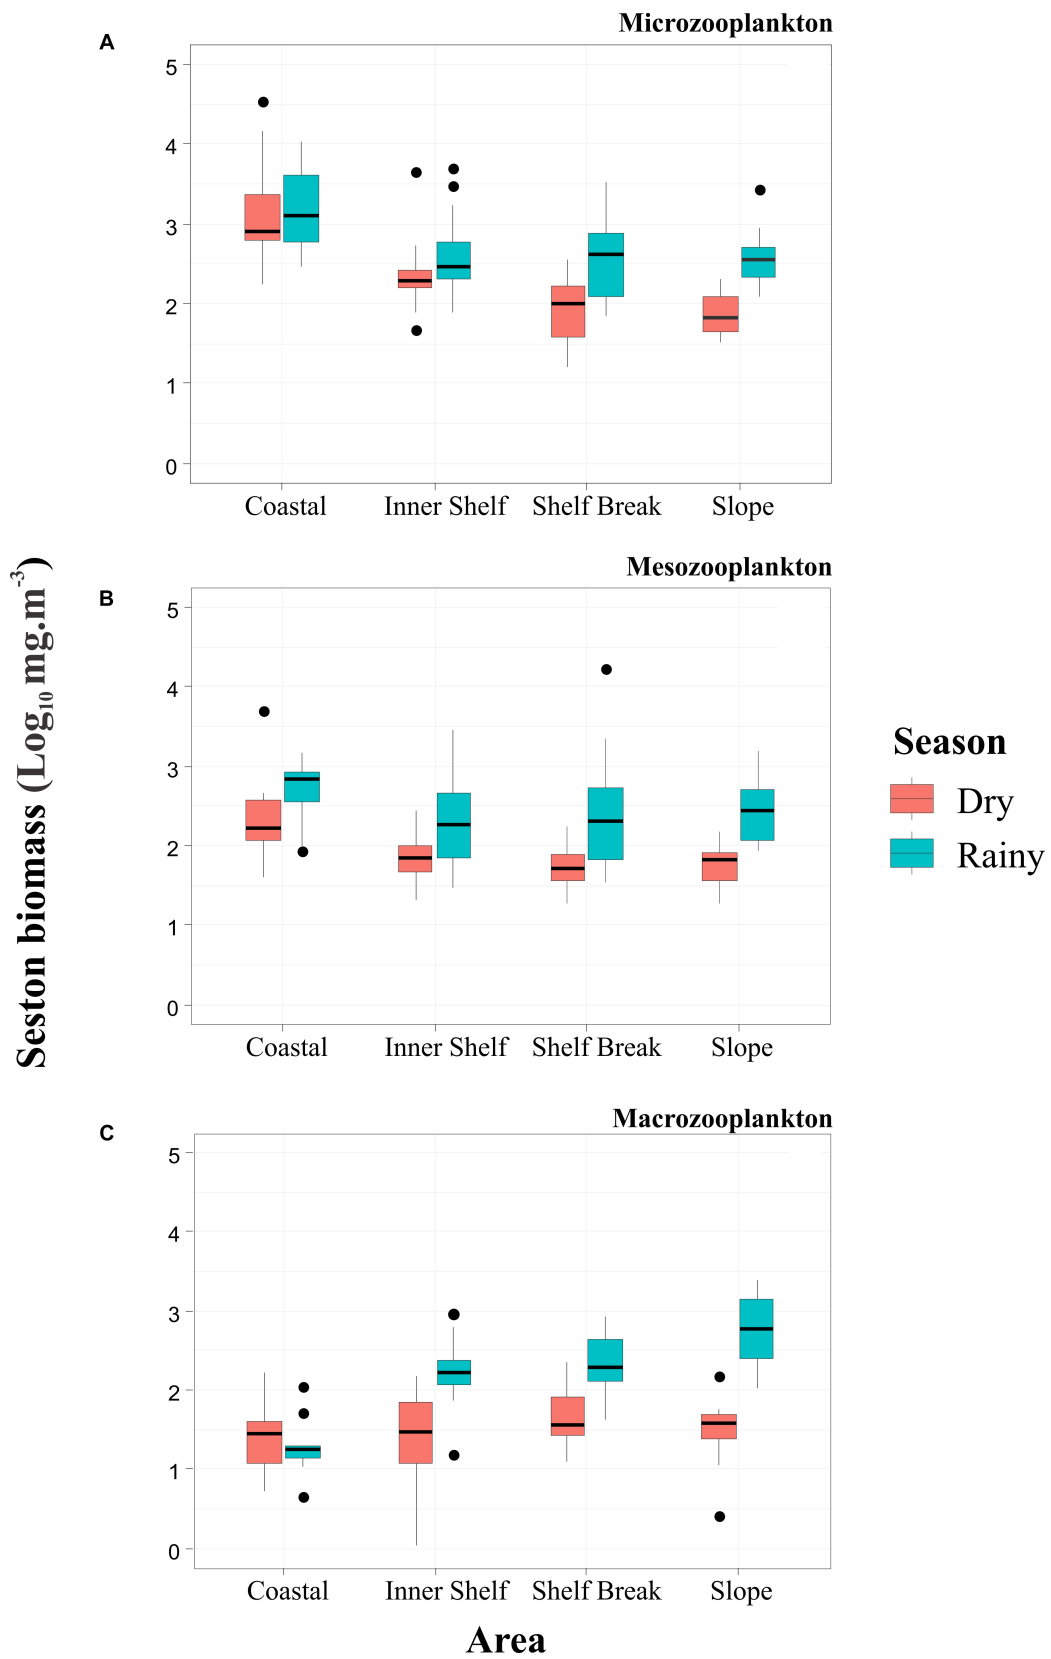 Microzooplankton
A
5
4
3
2
1
0
Coastal Inner Shelf Shelf Break Slope
Mesozooplankton
B
5
4
3
2
1
0
Coastal Inner Shelf Shelf Break Slope
Macrozooplankton
C
5
4
3
2
1
0
Coastal Inner Shelf Shelf Break Slope
Area
Seston biomass (Log₁₀ mg.m⁻³)
Season
Dry
Rainy